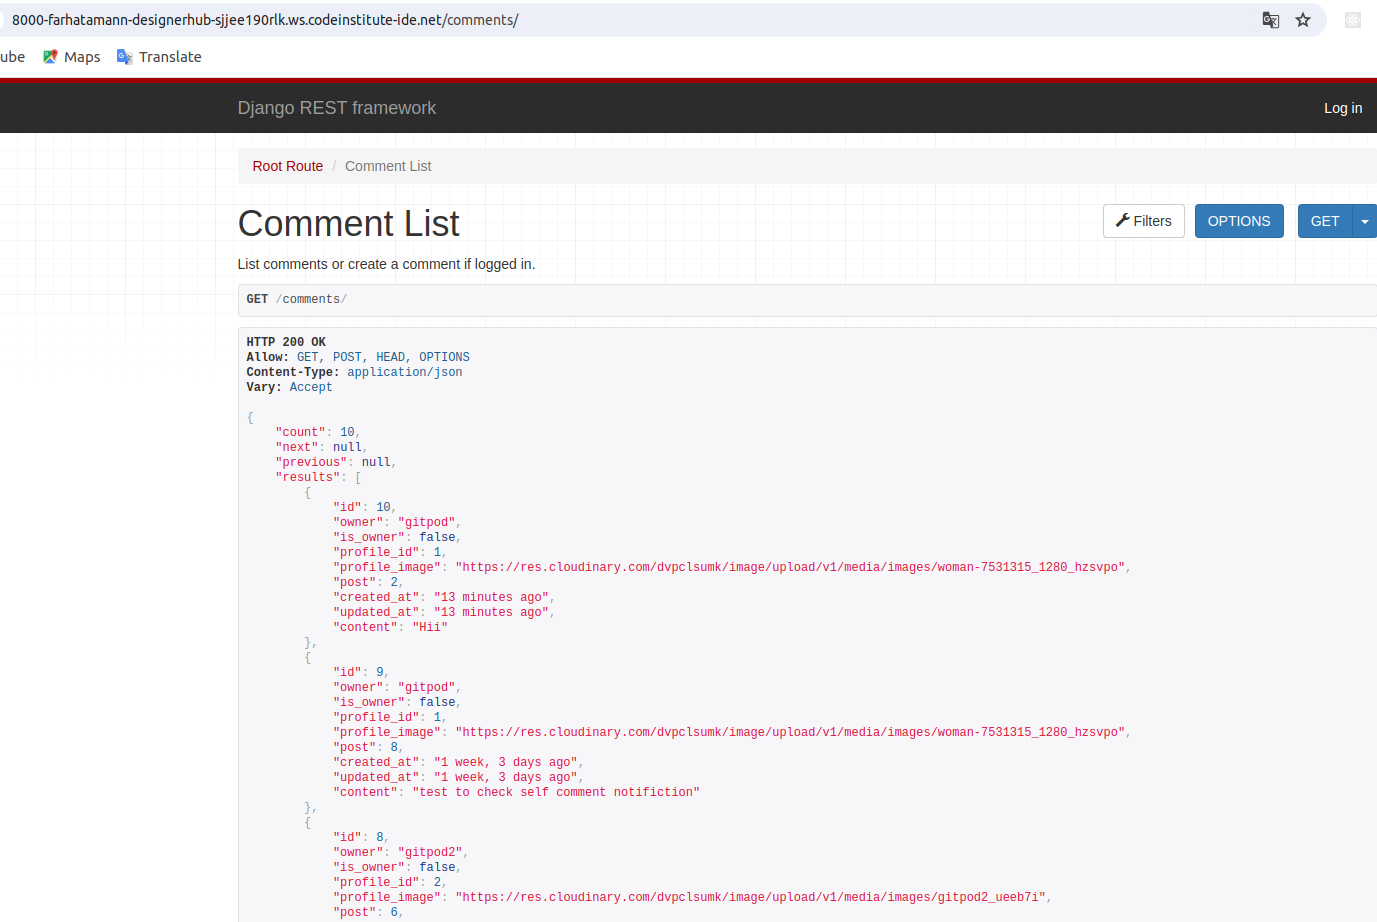 8000-farhatamann-designerhub-sjjee190rlk.ws.codeinstitute-ide.net/comments/
ube Maps Translate
Django REST framework Log in
Root Route / Comment List
Comment List Filters OPTIONS GET
List comments or create a comment if logged in.
GET /comments/
HTTP 200 OK
Allow: GET, POST, HEAD, OPTIONS
Content-Type: application/json
Vary: Accept
{
"count": 10,
"next": null,
"previous": null,
"results": [
{
"id": 10,
"owner": "gitpod",
"is_owner": false,
"profile_id": 1,
"profile_image": "https://res.cloudinary.com/dvpclsumk/image/upload/v1/media/images/woman-7531315_1280_hzsvpo",
"post": 2,
"created_at": "13 minutes ago",
"updated_at": "13 minutes ago",
"content": "Hii"
},
{
"id": 9,
"owner": "gitpod",
"is_owner": false,
"profile_id": 1,
"profile_image": "https://res.cloudinary.com/dvpclsumk/image/upload/v1/media/images/woman-7531315_1280_hzsvpo",
"post": 8,
"created_at": "1 week, 3 days ago",
"updated_at": "1 week, 3 days ago",
"content": "test to check self comment notifiction"
},
{
"id": 8,
"owner": "gitpod2",
"is_owner": false,
"profile_id": 2,
"profile_image": "https://res.cloudinary.com/dvpclsumk/image/upload/v1/media/images/gitpod2_ueeb7i",
"post": 6,